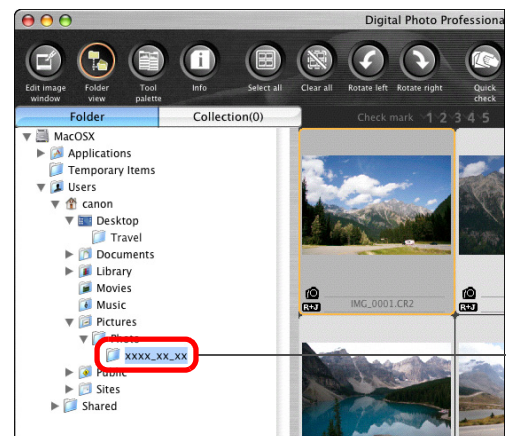 Digital Photo Professiona
Edit image window
Folder view
Tool palette
Info
Select all
Clear all
Rotate left
Rotate right
Quick check
Folder
Collection(0)
Check mark 1 2 3 4 5
MacOSX
Applications
Temporary Items
Users
canon
Desktop
Travel
Documents
Library
Movies
Music
Pictures
Photo
xxxx_xx_xx
Public
Sites
Shared
R+J
IMG_0001.CR2
R+J